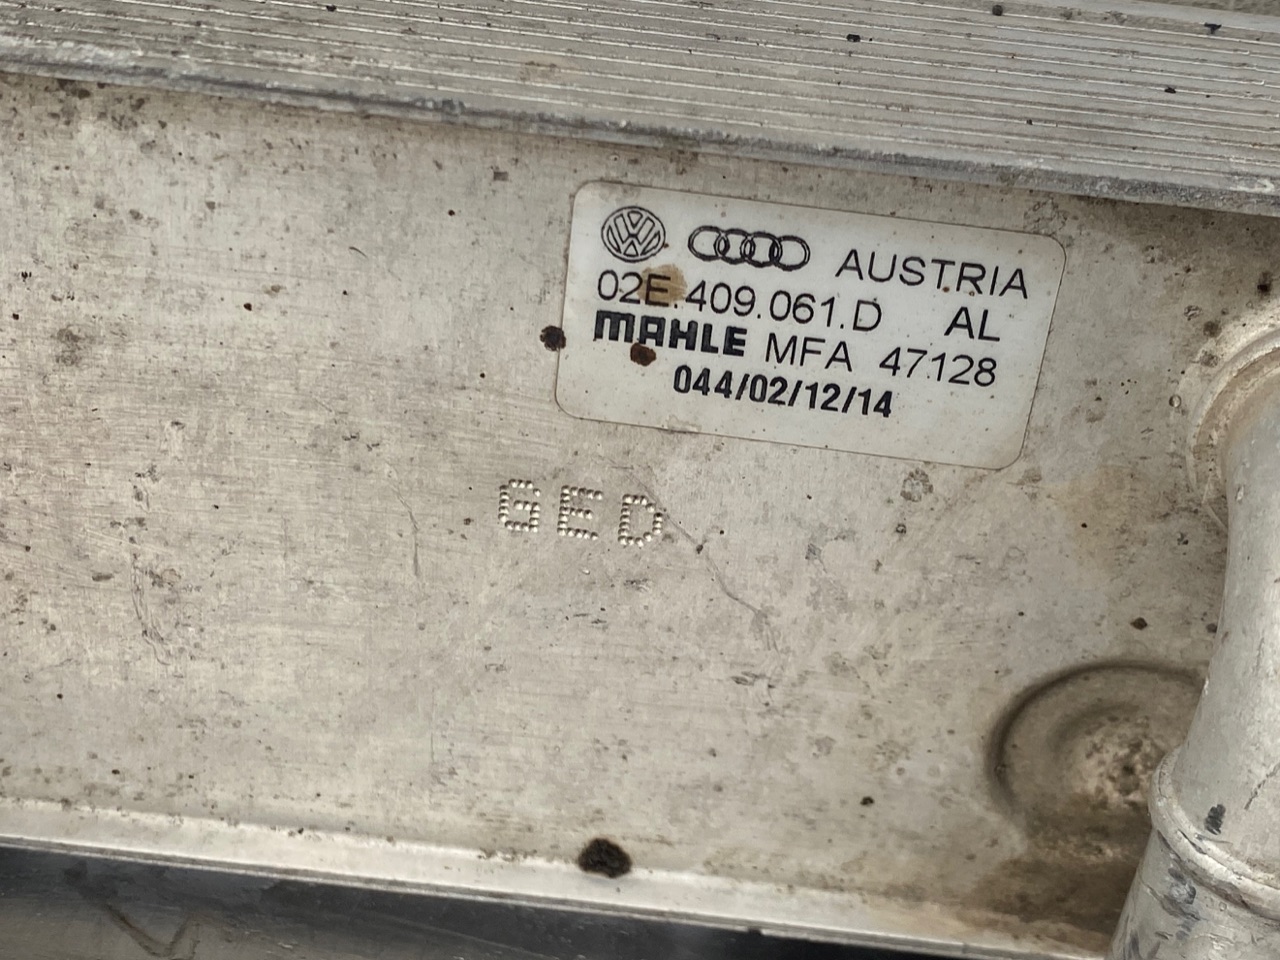 AUSTRIA
02E.409.061.D AL
MAHLE MFA 47128
044/02/12/14
GED